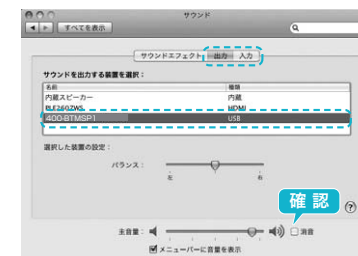 サウンド
すべてを表示
サウンドエフェクト 出力 入力
サウンドを出力する装置を選択：
名前 種類
内蔵スピーカー 内蔵
HDMI
400-BTMSP1 USB
選択した装置の設定：
バランス：
左 右
確認
?
主音量： 消音
メニューバーに音量を表示